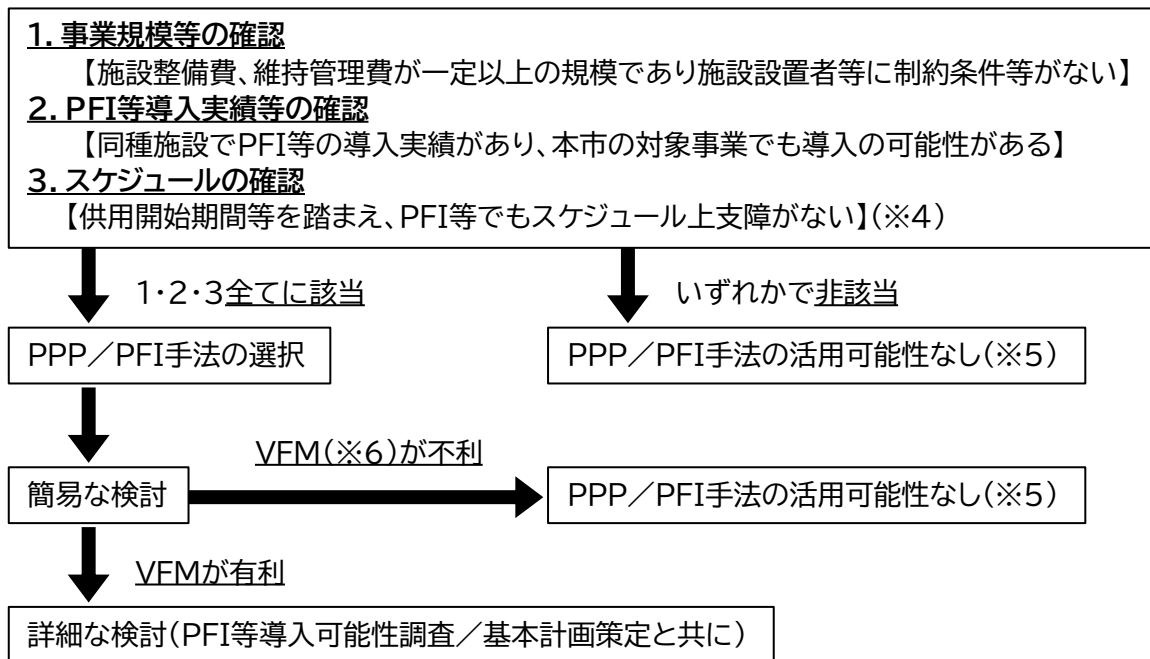 1. 事業規模等の確認
【施設整備費、維持管理費が一定以上の規模であり施設設置者等に制約条件等がない】
2. PFI等導入実績等の確認
【同種施設でPFI等の導入実績があり、本市の対象事業でも導入の可能性がある】
3. スケジュールの確認
【供用開始期間等を踏まえ、PFI等でもスケジュール上支障がない】(※4)
1・2・3全てに該当
いずれかで非該当
PPP/PFI手法の選択
PPP/PFI手法の活用可能性なし(※5)
VFM(※6)が不利
簡易な検討
PPP/PFI手法の活用可能性なし(※5)
VFMが有利
詳細な検討(PFI等導入可能性調査/基本計画策定と共に)